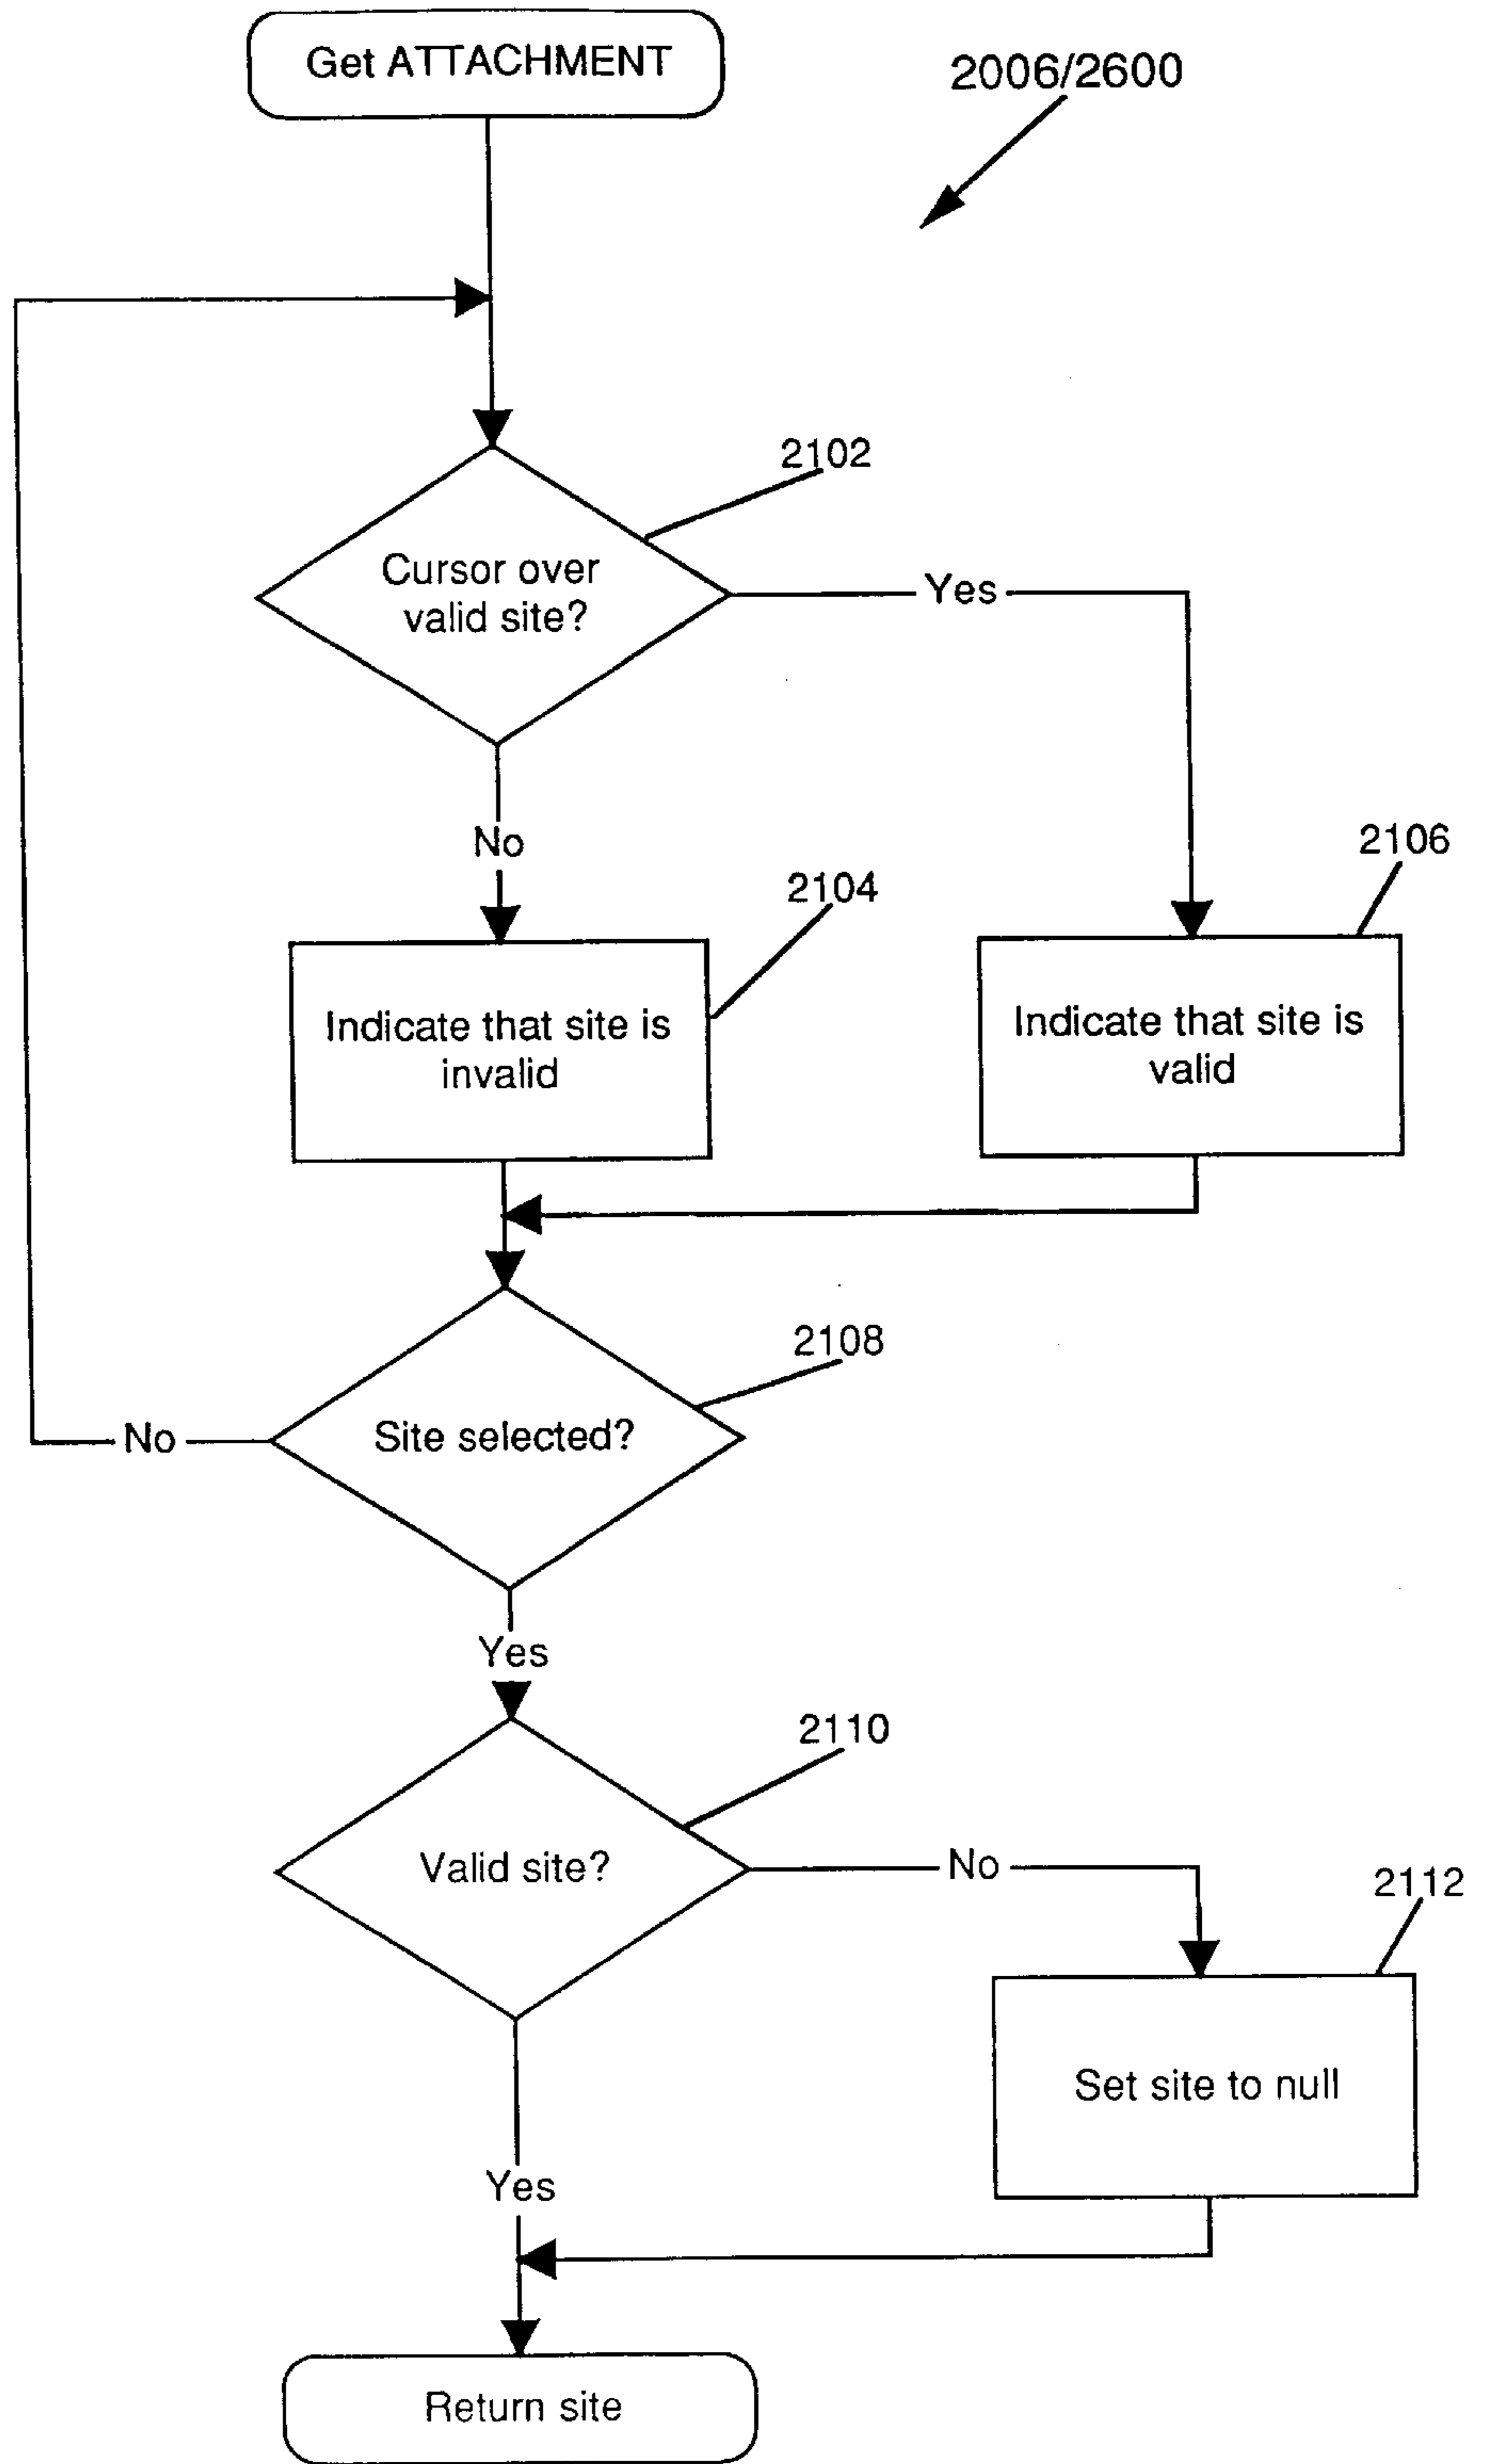 Get ATTACHMENT
2006/2600
2102
Cursor over
valid site?
Yes
No
2104
2106
Indicate that site is
invalid
Indicate that site is
valid
2108
Site selected?
No
Yes
2110
Valid site?
No
2112
Set site to null
Yes
Return site